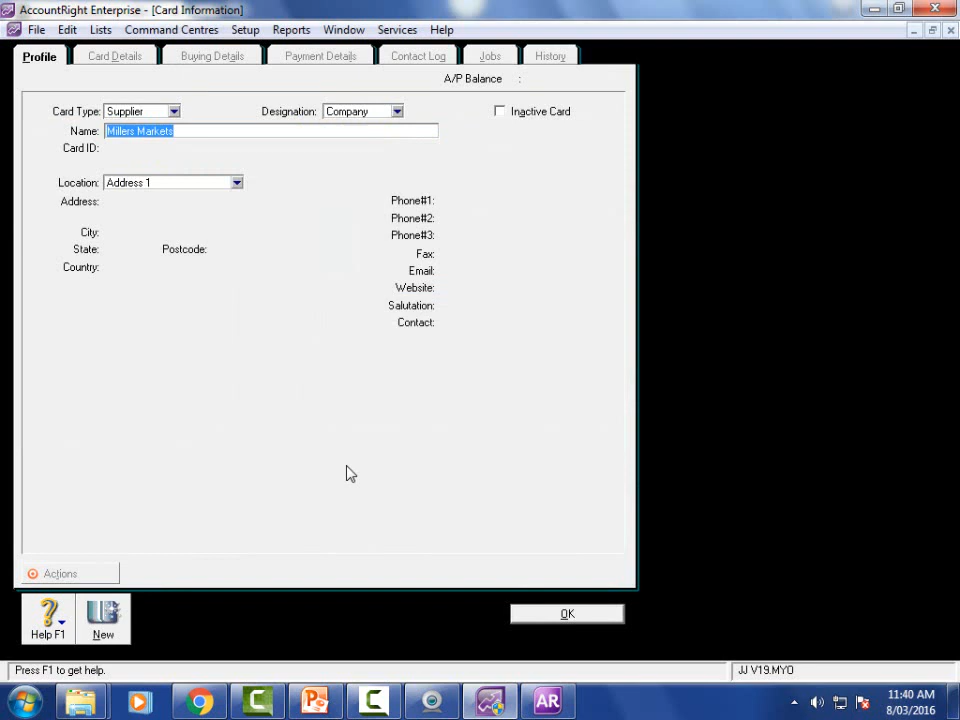 AccountRight Enterprise - [Card Information]
File Edit Lists Command Centres Setup Reports Window Services Help
Profile Card Details Buying Details Payment Details Contact Log Jobs History
A/P Balance :
Card Type: Supplier Designation: Company Inactive Card
Name: Millers Markets
Card ID:
Location: Address 1
Address: Phone#1:
Phone#2:
City: Phone#3:
State: Postcode: Fax:
Country: Email:
Website:
Salutation:
Contact:
Actions
Help F1 New OK
Press F1 to get help. JJ V19.MYO
AR 11:40 AM
8/03/2016